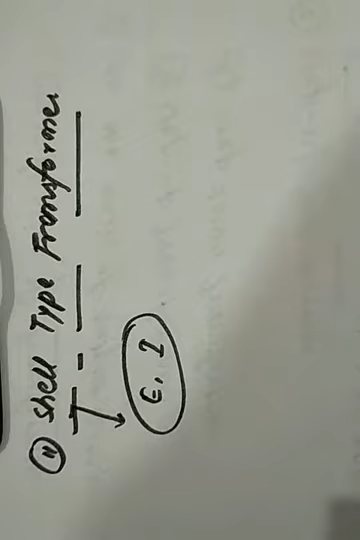 (11) Shell Type Transformer
E, I